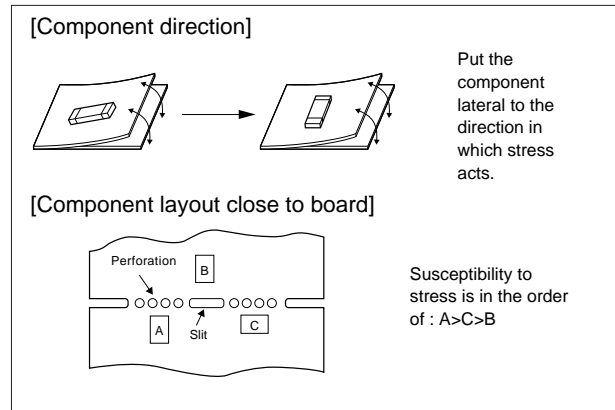 [Component direction]
Put the
component
lateral to the
direction in
which stress
acts.
[Component layout close to board]
Perforation
B
A
Slit
C
Susceptibility to
stress is in the order
of : A>C>B